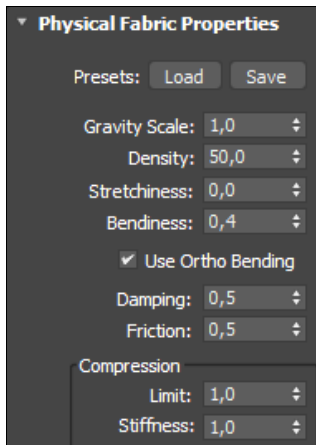 Physical Fabric Properties
Presets: Load Save
Gravity Scale: 1,0
Density: 50,0
Stretchiness: 0,0
Bendiness: 0,4
Use Ortho Bending
Damping: 0,5
Friction: 0,5
Compression
Limit: 1,0
Stiffness: 1,0